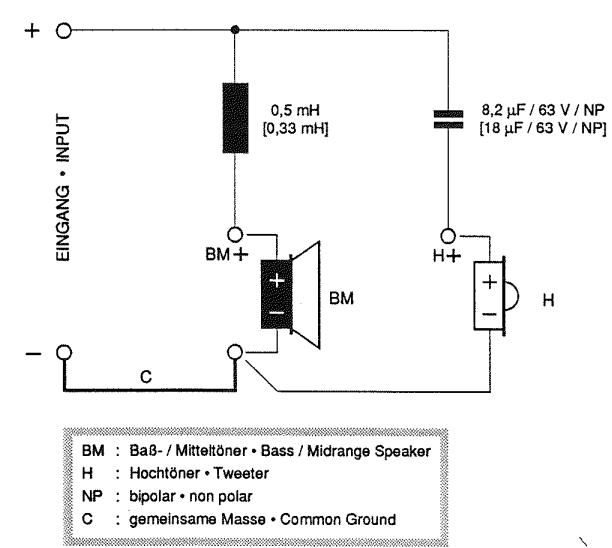 +
0,5 mH
[0,33 mH]
8,2 µF / 63 V / NP
[18 µF / 63 V / NP]
EINGANG • INPUT
BM +
H +
+
−
BM
+
−
H
−
C
BM : Baß- / Mitteltöner • Bass / Midrange Speaker
H : Hochtöner • Tweeter
NP : bipolar • non polar
C : gemeinsame Masse • Common Ground